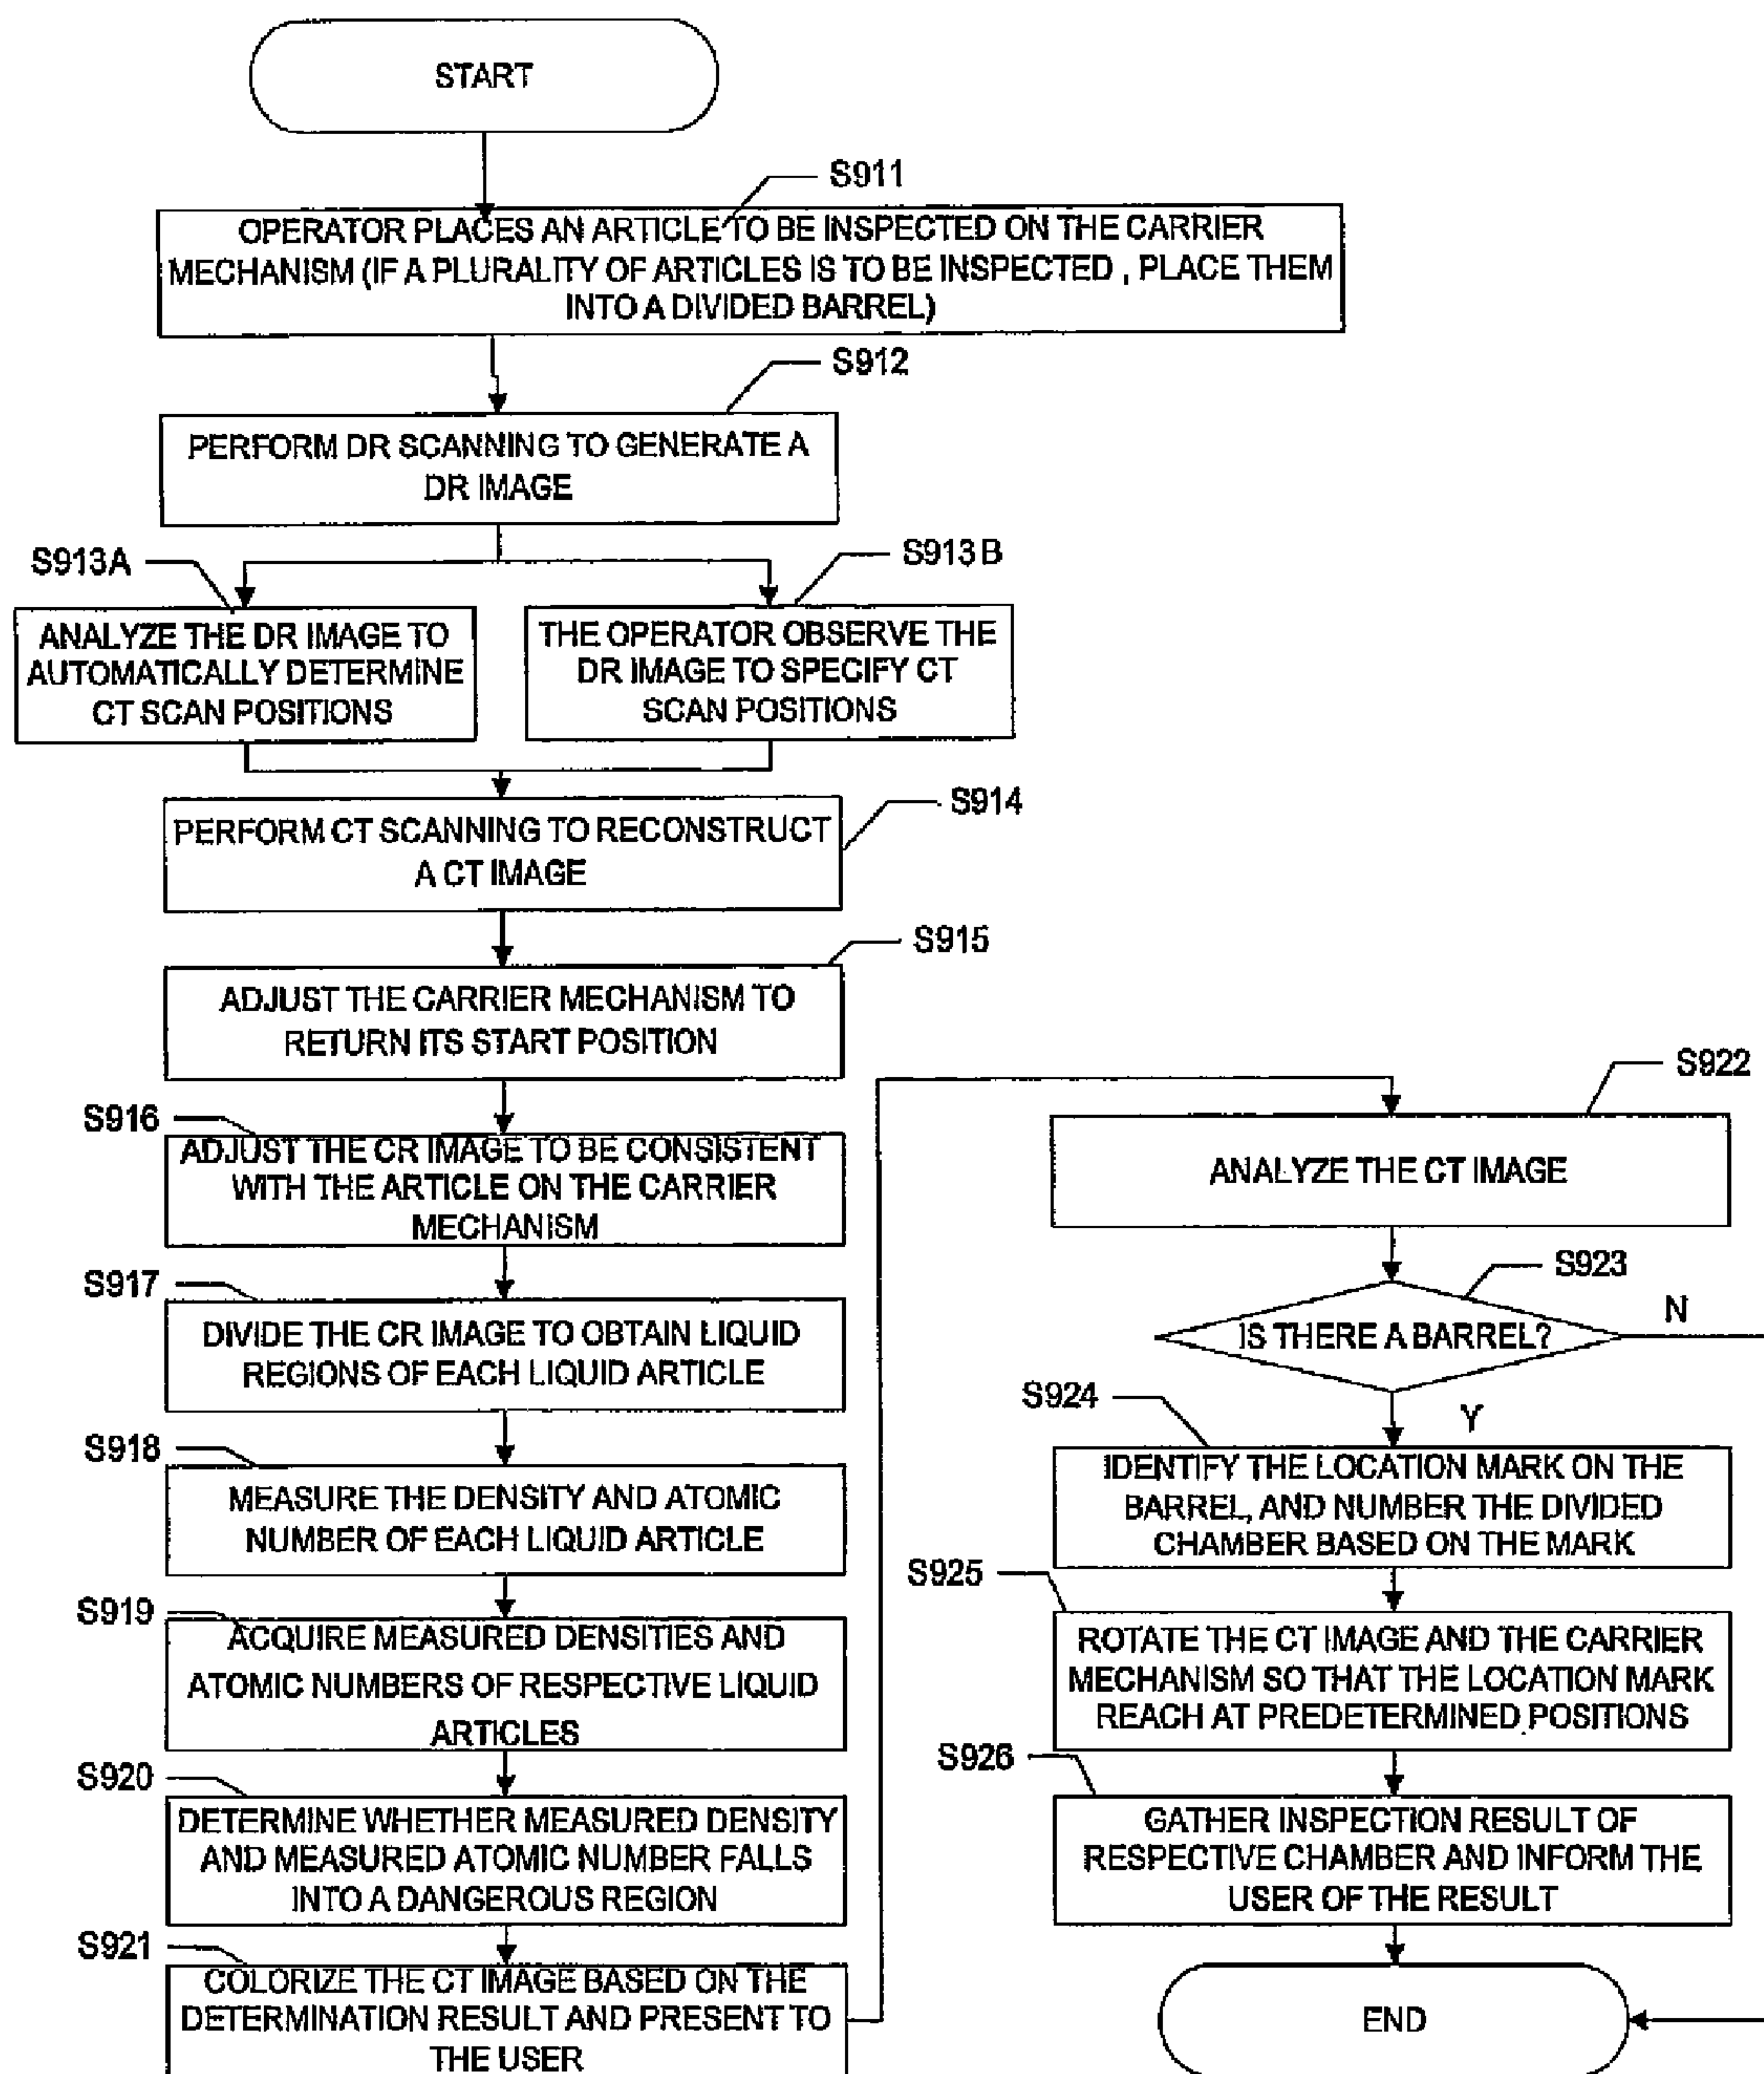 START
S911
OPERATOR PLACES AN ARTICLE TO BE INSPECTED ON THE CARRIER
MECHANISM (IF A PLURALITY OF ARTICLES IS TO BE INSPECTED , PLACE THEM
INTO A DIVIDED BARREL)
S912
PERFORM DR SCANNING TO GENERATE A
DR IMAGE
S913A
ANALYZE THE DR IMAGE TO
AUTOMATICALLY DETERMINE
CT SCAN POSITIONS
S913B
THE OPERATOR OBSERVE THE
DR IMAGE TO SPECIFY CT
SCAN POSITIONS
S914
PERFORM CT SCANNING TO RECONSTRUCT
A CT IMAGE
S915
ADJUST THE CARRIER MECHANISM TO
RETURN ITS START POSITION
S916
ADJUST THE CR IMAGE TO BE CONSISTENT
WITH THE ARTICLE ON THE CARRIER
MECHANISM
S917
DIVIDE THE CR IMAGE TO OBTAIN LIQUID
REGIONS OF EACH LIQUID ARTICLE
S918
MEASURE THE DENSITY AND ATOMIC
NUMBER OF EACH LIQUID ARTICLE
S919
ACQUIRE MEASURED DENSITIES AND
ATOMIC NUMBERS OF RESPECTIVE LIQUID
ARTICLES
S920
DETERMINE WHETHER MEASURED DENSITY
AND MEASURED ATOMIC NUMBER FALLS
INTO A DANGEROUS REGION
S921
COLORIZE THE CT IMAGE BASED ON THE
DETERMINATION RESULT AND PRESENT TO
THE USER
S922
ANALYZE THE CT IMAGE
S923
IS THERE A BARREL?
N
Y
S924
IDENTIFY THE LOCATION MARK ON THE
BARREL, AND NUMBER THE DIVIDED
CHAMBER BASED ON THE MARK
S925
ROTATE THE CT IMAGE AND THE CARRIER
MECHANISM SO THAT THE LOCATION MARK
REACH AT PREDETERMINED POSITIONS
S926
GATHER INSPECTION RESULT OF
RESPECTIVE CHAMBER AND INFORM THE
USER OF THE RESULT
END